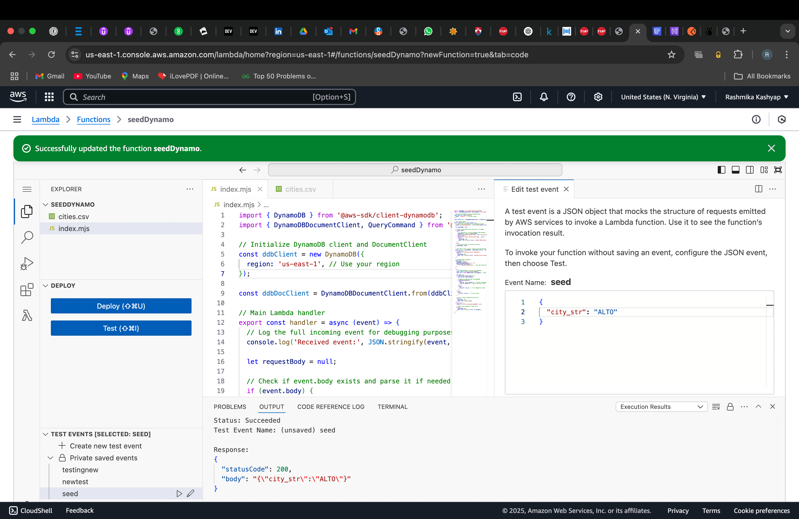 us-east-1.console.aws.amazon.com/lambda/home?region=us-east-1#/functions/seedDynamo?newFunction=true&tab=code
Gmail YouTube Maps iLovePDF | Online... Top 50 Problems o... All Bookmarks
aws Search [Option+S] United States (N. Virginia) Rashmika Kashyap
Lambda > Functions > seedDynamo
Successfully updated the function seedDynamo.
seedDynamo
EXPLORER
SEEDDYNAMO
cities.csv
index.mjs
DEPLOY
Deploy (⇧⌘U)
Test (⇧⌘I)
TEST EVENTS [SELECTED: SEED]
Create new test event
Private saved events
testingnew
newtest
seed
JS index.mjs cities.csv
JS index.mjs > ...
1 import { DynamoDB } from '@aws-sdk/client-dynamodb';
2 import { DynamoDBDocumentClient, QueryCommand } from '
3
4 // Initialize DynamoDB client and DocumentClient
5 const ddbClient = new DynamoDB({
6 region: 'us-east-1', // Use your region
7 });
8
9 const ddbDocClient = DynamoDBDocumentClient.from(ddbCl
10
11 // Main Lambda handler
12 export const handler = async (event) => {
13 // Log the full incoming event for debugging purposes
14 console.log('Received event:', JSON.stringify(event,
15
16 let requestBody = null;
17
18 // Check if event.body exists and parse it if needed
19 if (event.body) {
Edit test event
A test event is a JSON object that mocks the structure of requests emitted
by AWS services to invoke a Lambda function. Use it to see the function's
invocation result.
To invoke your function without saving an event, configure the JSON event,
then choose Test.
Event Name: seed
1 {
2 "city_str": "ALTO"
3 }
PROBLEMS OUTPUT CODE REFERENCE LOG TERMINAL Execution Results
Status: Succeeded
Test Event Name: (unsaved) seed
Response:
{
"statusCode": 200,
"body": "{\"city_str\":\"ALTO\"}"
}
CloudShell Feedback © 2025, Amazon Web Services, Inc. or its affiliates. Privacy Terms Cookie preferences